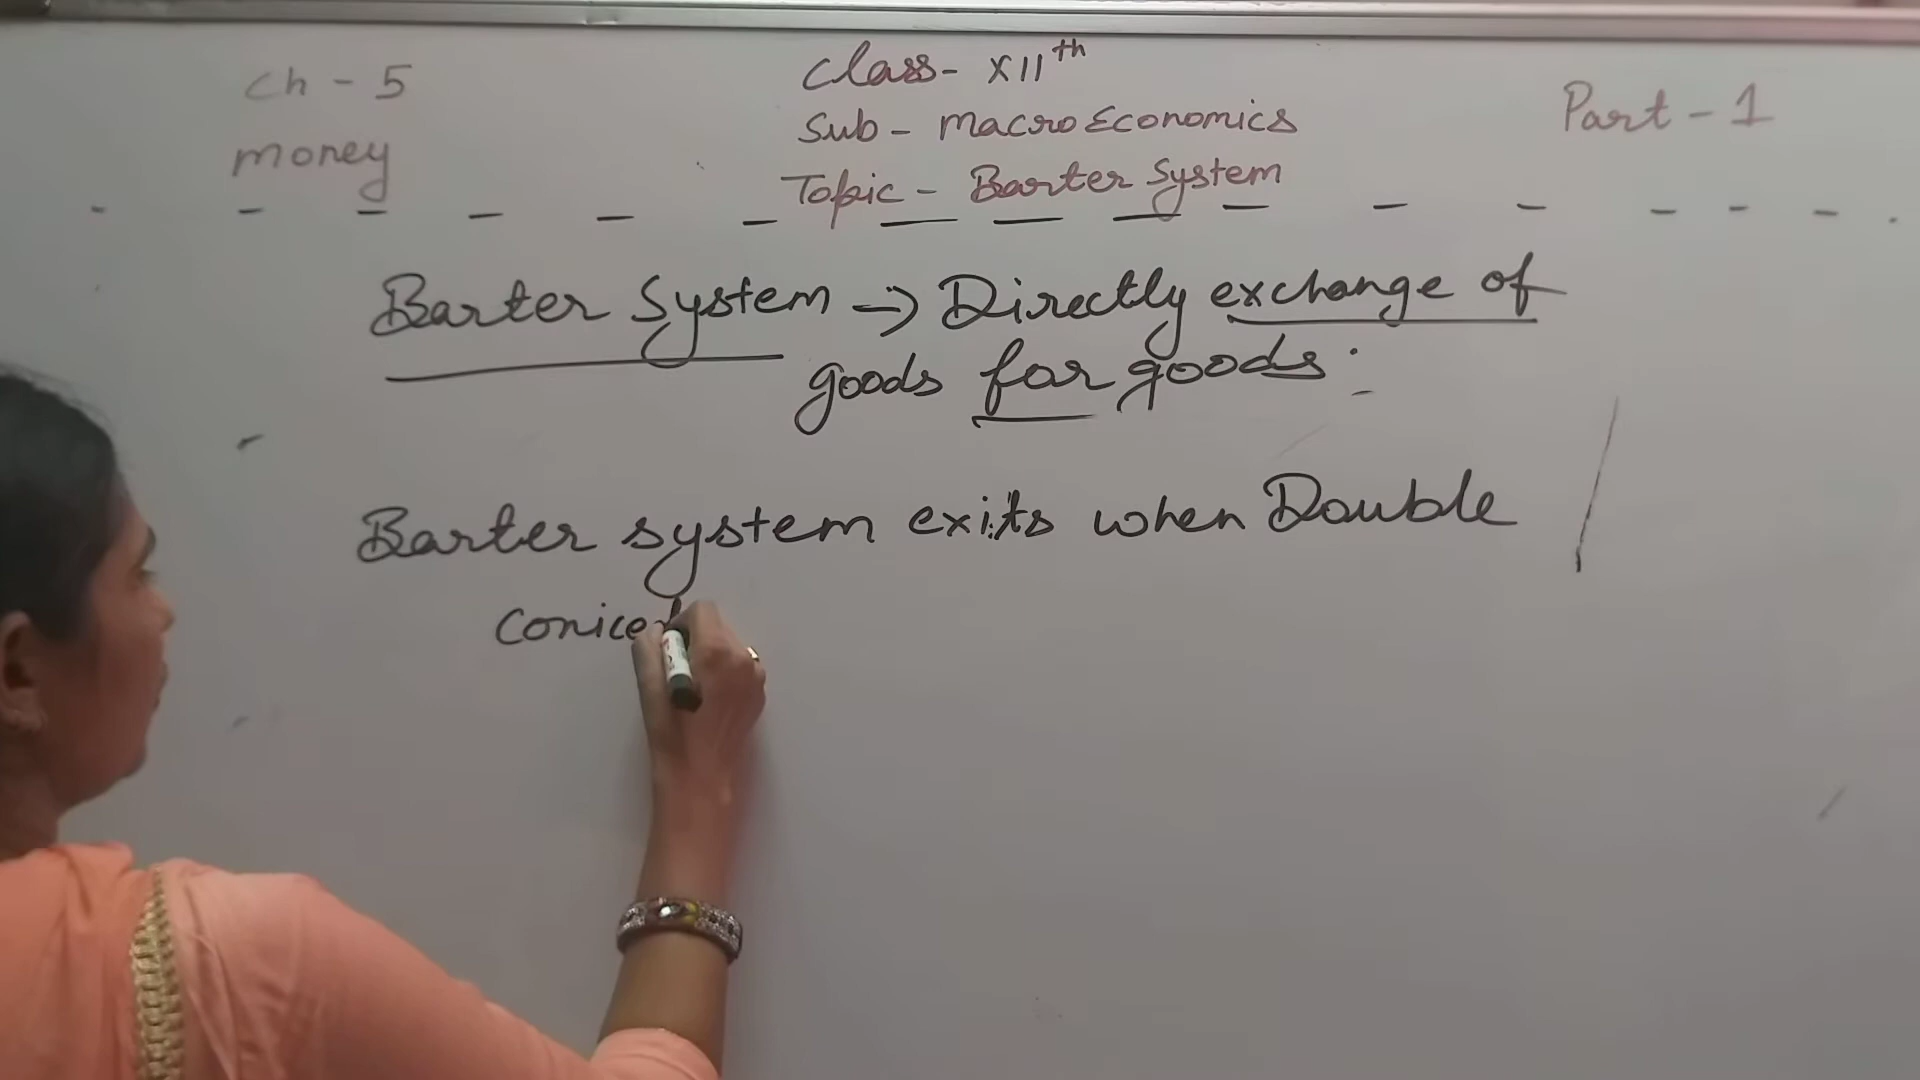 Ch - 5
money
Class - XIIth
Sub - Macro Economics
Topic - Barter System
Part - 1
Barter System → Directly exchange of
goods for goods.
Barter system exits when Double